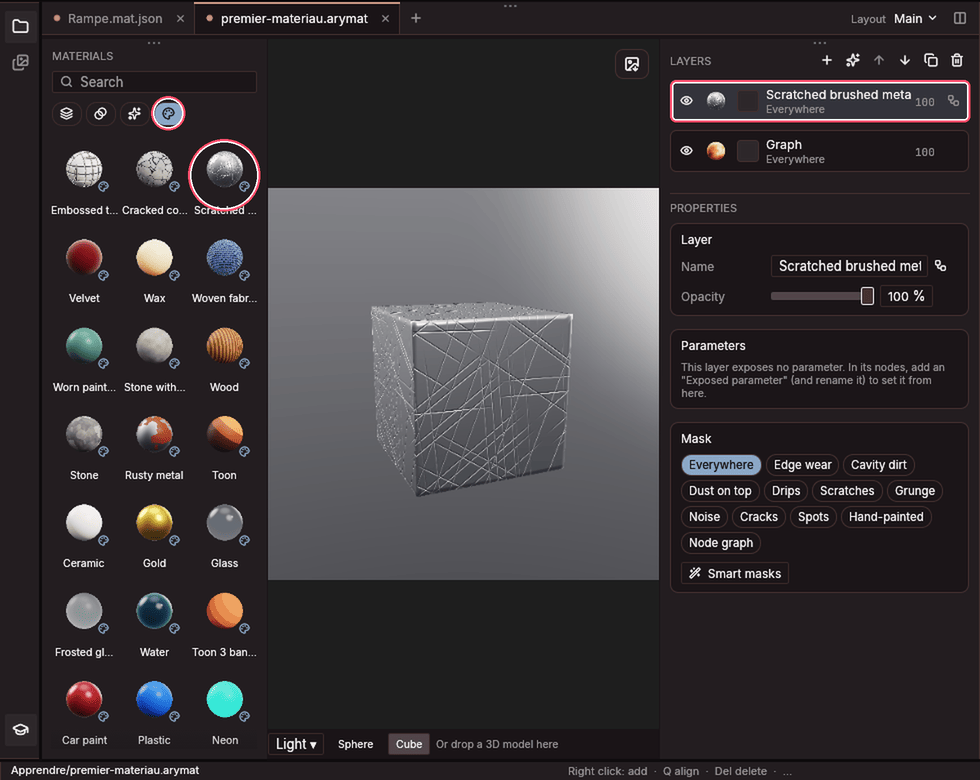 Rampe.mat.json
premier-materiau.arymat
Layout Main
MATERIALS
Search
Embossed t... Cracked co... Scratched ...
Velvet Wax Woven fabr...
Worn paint... Stone with... Wood
Stone Rusty metal Toon
Ceramic Gold Glass
Frosted gl... Water Toon 3 ban...
Car paint Plastic Neon
Light Sphere Cube Or drop a 3D model here
LAYERS
Scratched brushed meta
Everywhere
100
Graph
Everywhere
100
PROPERTIES
Layer
Name Scratched brushed met
Opacity 100 %
Parameters
This layer exposes no parameter. In its nodes, add an
"Exposed parameter" (and rename it) to set it from
here.
Mask
Everywhere Edge wear Cavity dirt
Dust on top Drips Scratches Grunge
Noise Cracks Spots Hand-painted
Node graph
Smart masks
Apprendre/premier-materiau.arymat
Right click: add · Q align · Del delete · ...